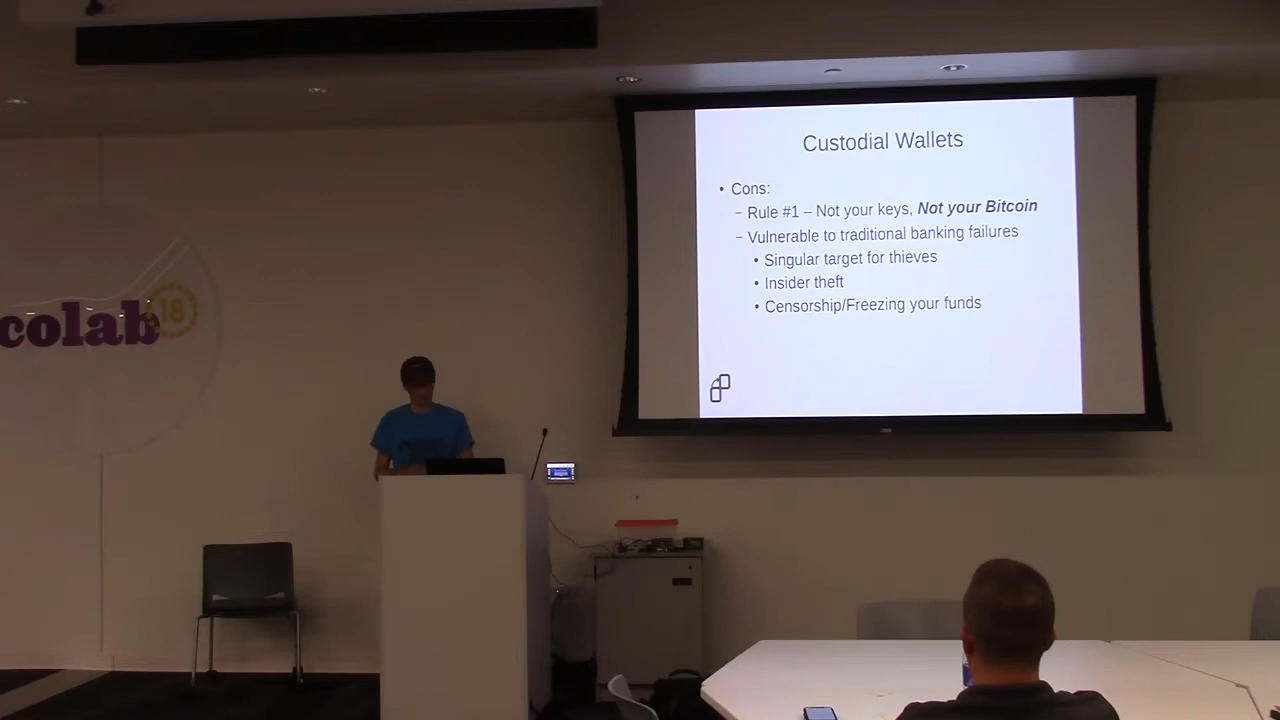 Custodial Wallets
• Cons:
– Rule #1 – Not your keys, Not your Bitcoin
– Vulnerable to traditional banking failures
• Singular target for thieves
• Insider theft
• Censorship/Freezing your funds
colab
18